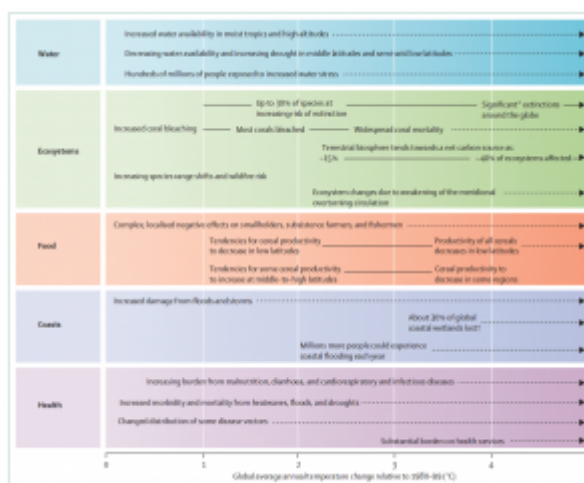 Water
Increased water availability in moist tropics and high altitudes
Decreasing water availability and increasing drought in middle latitudes and semi-arid low latitudes
Hundreds of millions of people exposed to increased water stress
Ecosystems
Up to 30% of species at
increasing risk of extinction
Significant* extinctions
around the globe
Increased coral bleaching
Most corals bleached
Widespread coral mortality
Terrestrial biosphere tends towards a net carbon source as
~15%
~40% of ecosystems affected
Increasing species range shifts and wildfire risk
Ecosystem changes due to weakening of the meridional
overturning circulation
Food
Complex, localised negative effects on smallholders, subsistence farmers, and fishermen
Tendencies for cereal productivity
to decrease in low latitudes
Productivity of all cereals
decreases in low latitudes
Tendencies for some cereal productivity
to increase at middle-to-high latitudes
Cereal productivity to
decrease in some regions
Coasts
Increased damage from floods and storms
About 30% of global
coastal wetlands lost†
Millions more people could experience
coastal flooding each year
Health
Increasing burden from malnutrition, diarrhoea, and cardiorespiratory and infectious diseases
Increased morbidity and mortality from heatwaves, floods, and droughts
Changed distribution of some disease vectors
Substantial burden on health services
0 1 2 3 4
Global average annual temperature change relative to 1980–99 (°C)